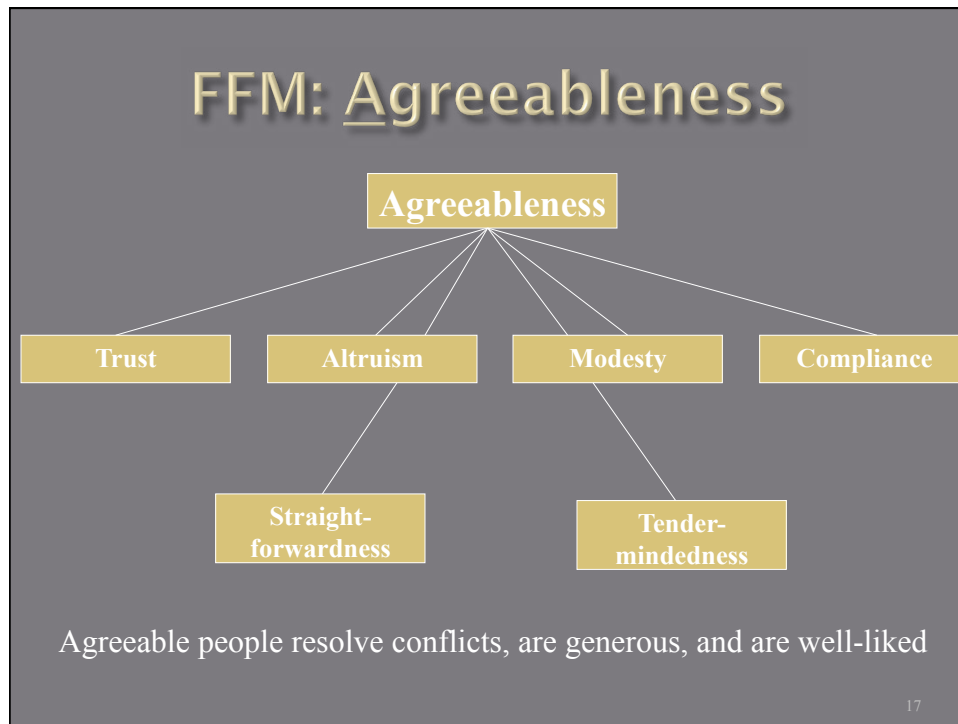 FFM: Agreeableness
Agreeableness
Trust
Altruism
Modesty
Compliance
Straight-
forwardness
Tender-
mindedness
Agreeable people resolve conflicts, are generous, and are well-liked
17